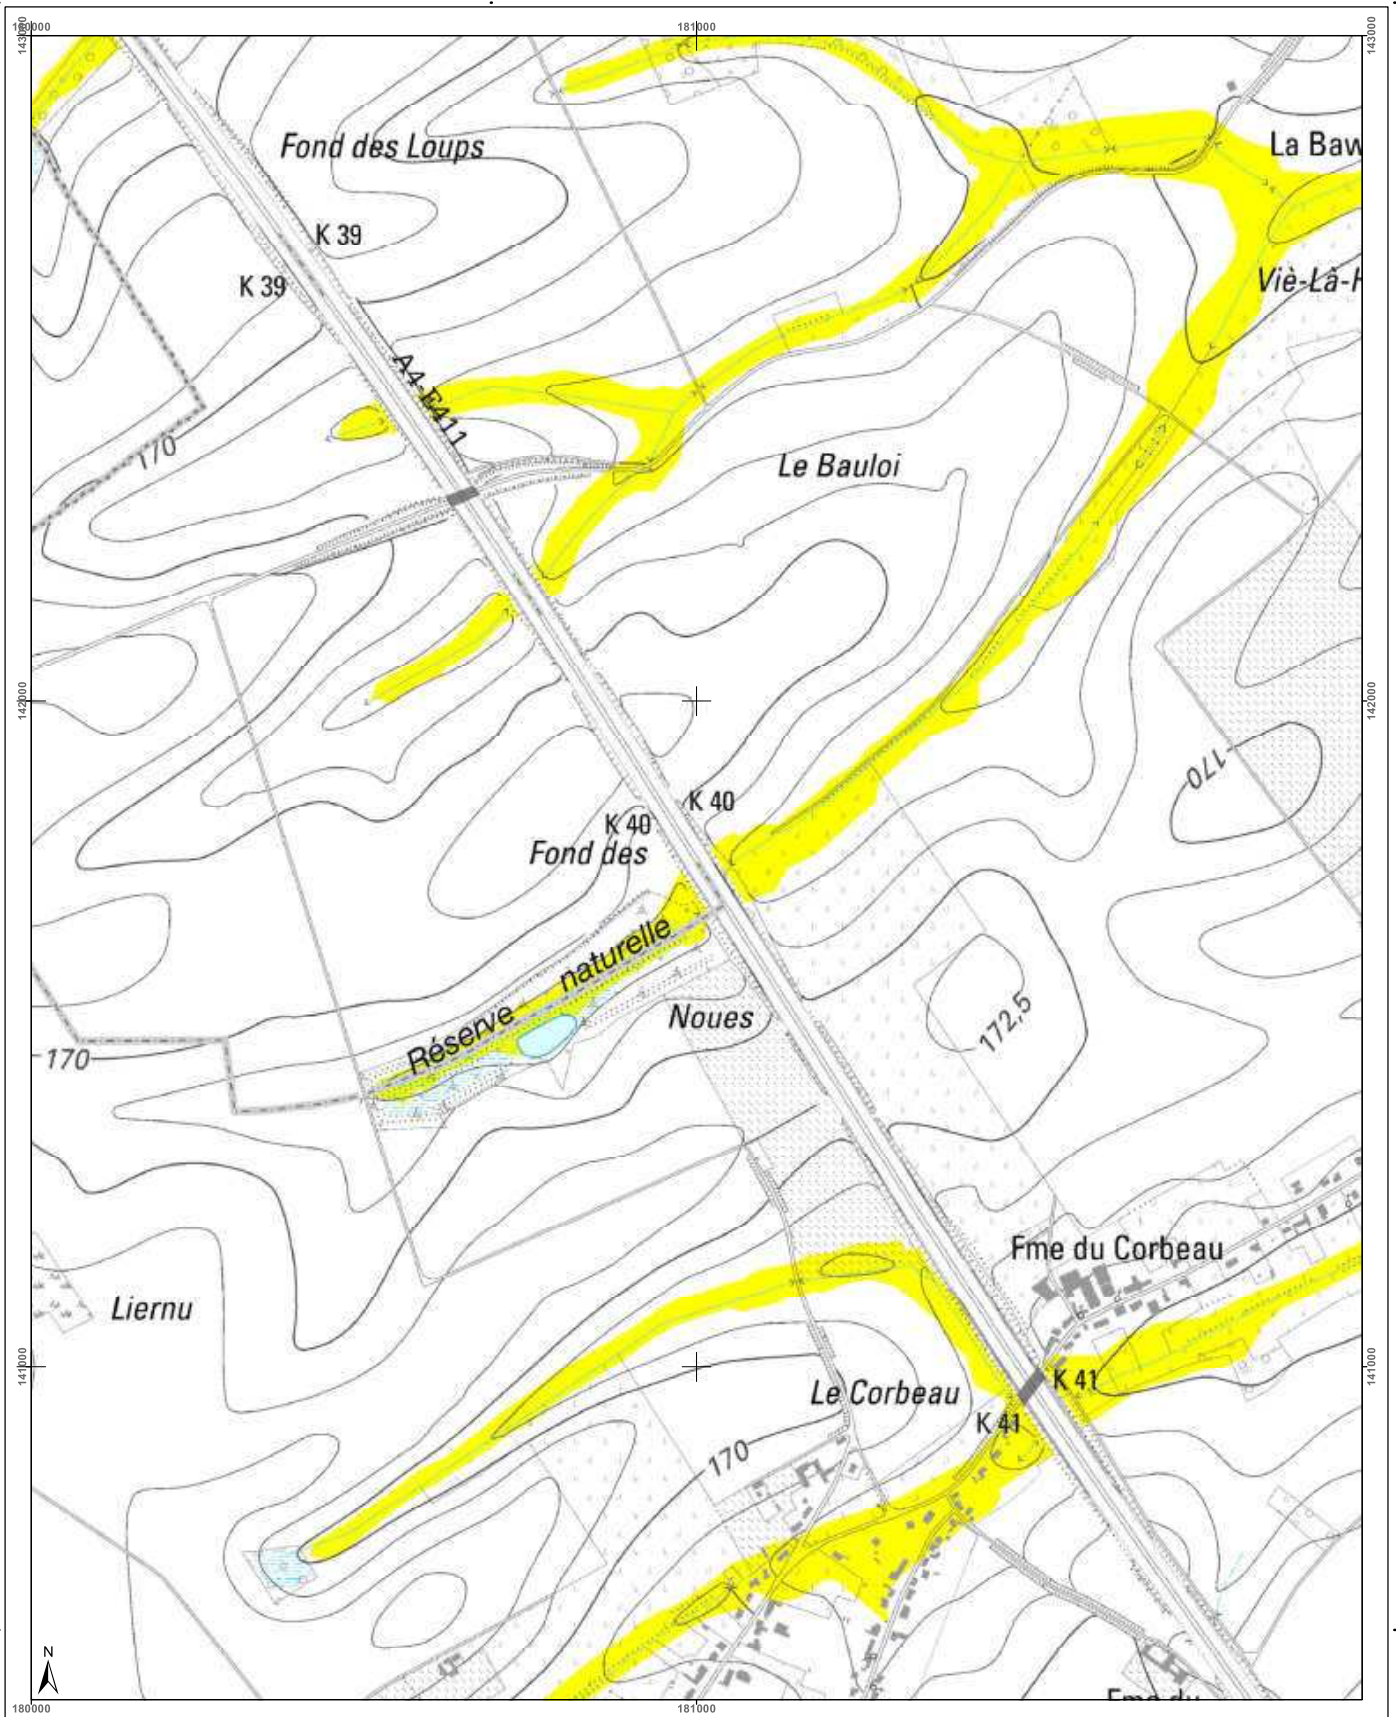 180000
181000
143000
143000
Fond des Loups
La Baw
K 39
K 39
Viè-Lâ-H
A4-E411
170
Le Bauloi
142000
142000
170
K 40
K 40
Fond des
Réserve naturelle
Noues
172,5
170
Fme du Corbeau
Liernu
141000
141000
K 41
Le Corbeau
K 41
170
N
180000
181000
Fme du